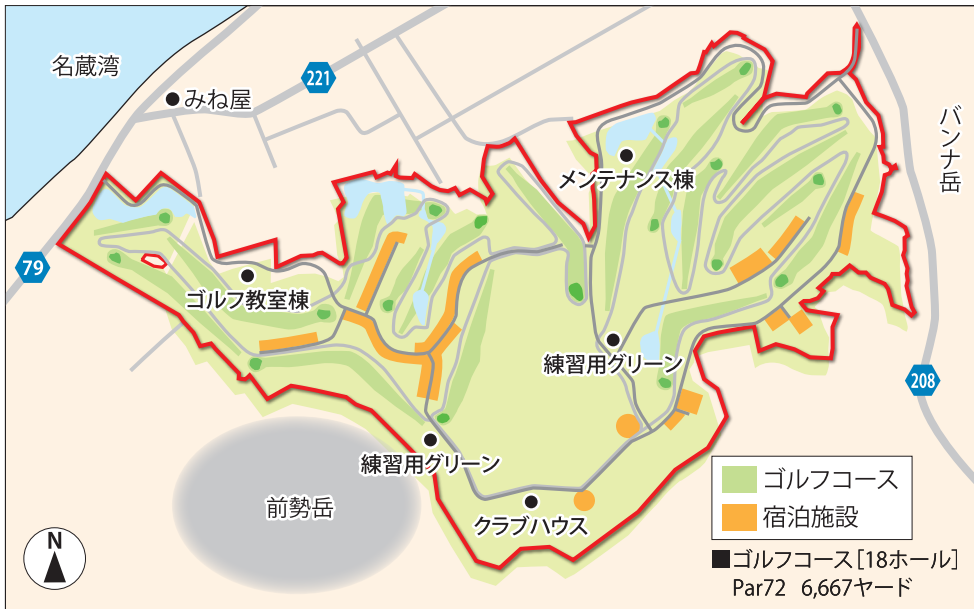 名蔵湾
221
みね屋
バンナ岳
メンテナンス棟
79
ゴルフ教室棟
練習用グリーン
208
練習用グリーン
前勢岳
クラブハウス
N
ゴルフコース
宿泊施設
■ゴルフコース[18ホール]
Par72 6,667ヤード